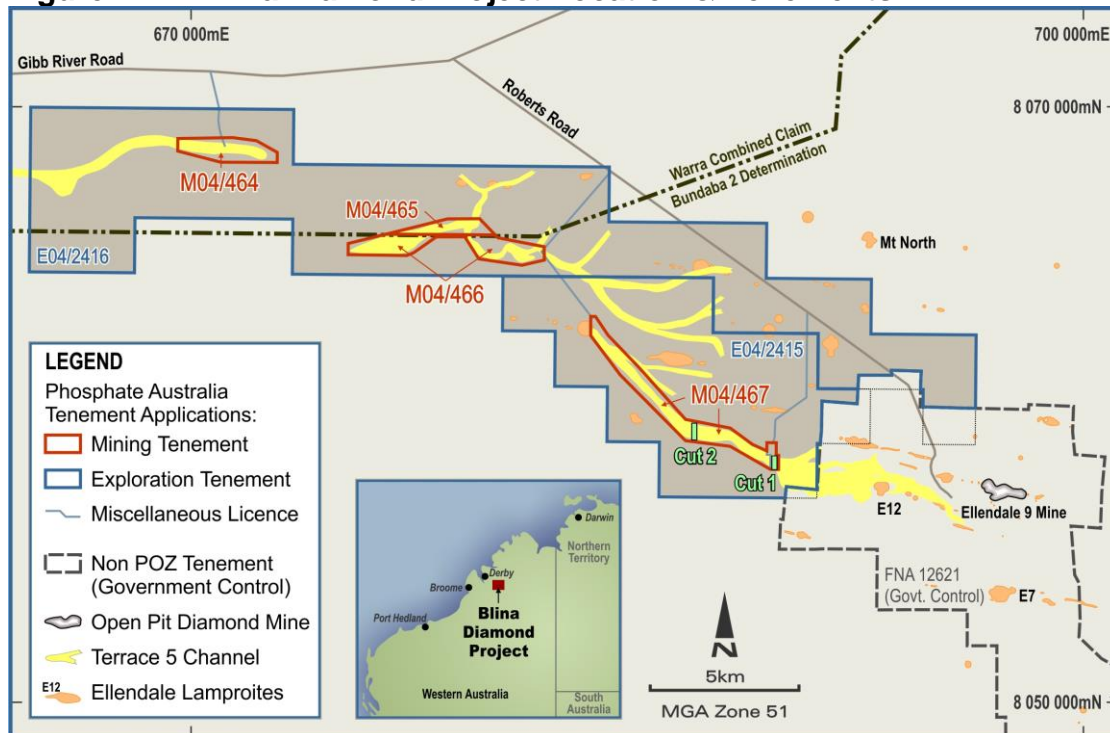 670 000mE
700 000mE
Gibb River Road
Roberts Road
8 070 000mN
Warra Combined Claim
Bundaba 2 Determination
M04/464
M04/465
Mt North
E04/2416
M04/466
E04/2415
M04/467
Cut 2
Cut 1
E12
Ellendale 9 Mine
FNA 12621
(Govt. Control)
E7
LEGEND
Phosphate Australia
Tenement Applications:
Mining Tenement
Exploration Tenement
Miscellaneous Licence
Non POZ Tenement
(Government Control)
Open Pit Diamond Mine
Terrace 5 Channel
E12
Ellendale Lamproites
Darwin
Northern
Territory
Derby
Broome
Blina
Diamond
Project
Port Hedland
Western Australia
South
Australia
N
5km
MGA Zone 51
8 050 000mN